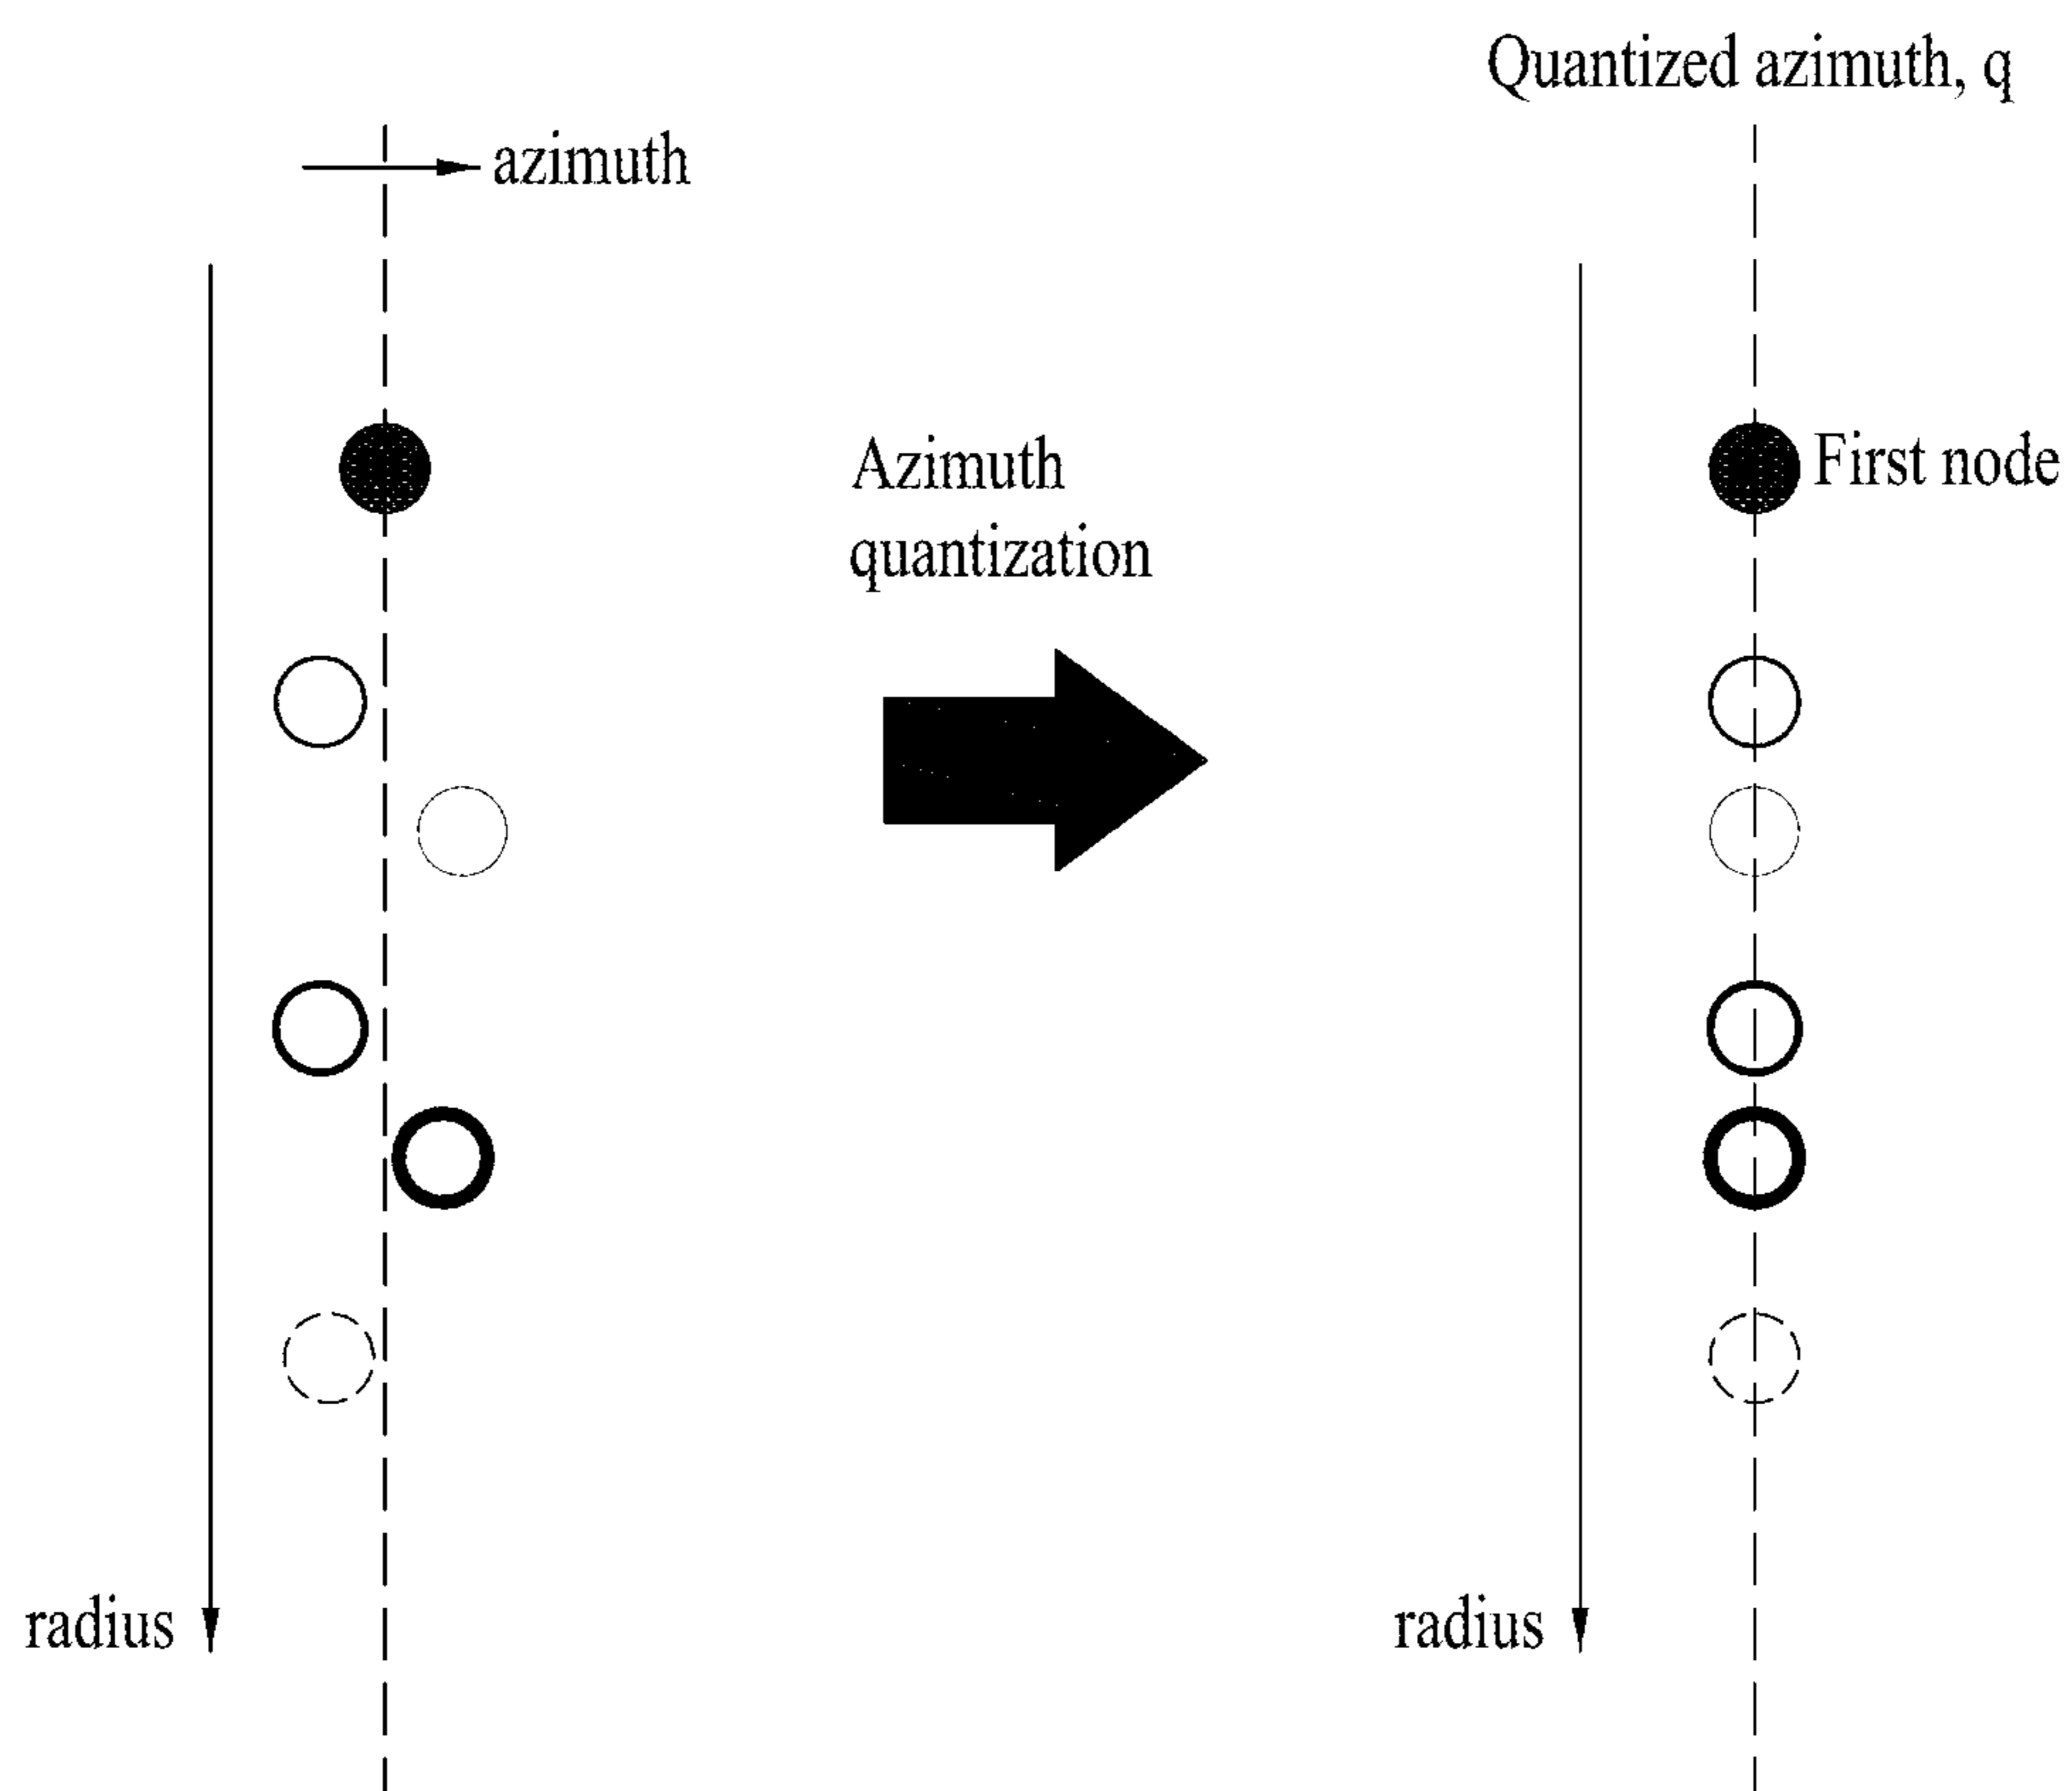 Quantized azimuth, q
azimuth
Azimuth
quantization
First node
radius
radius